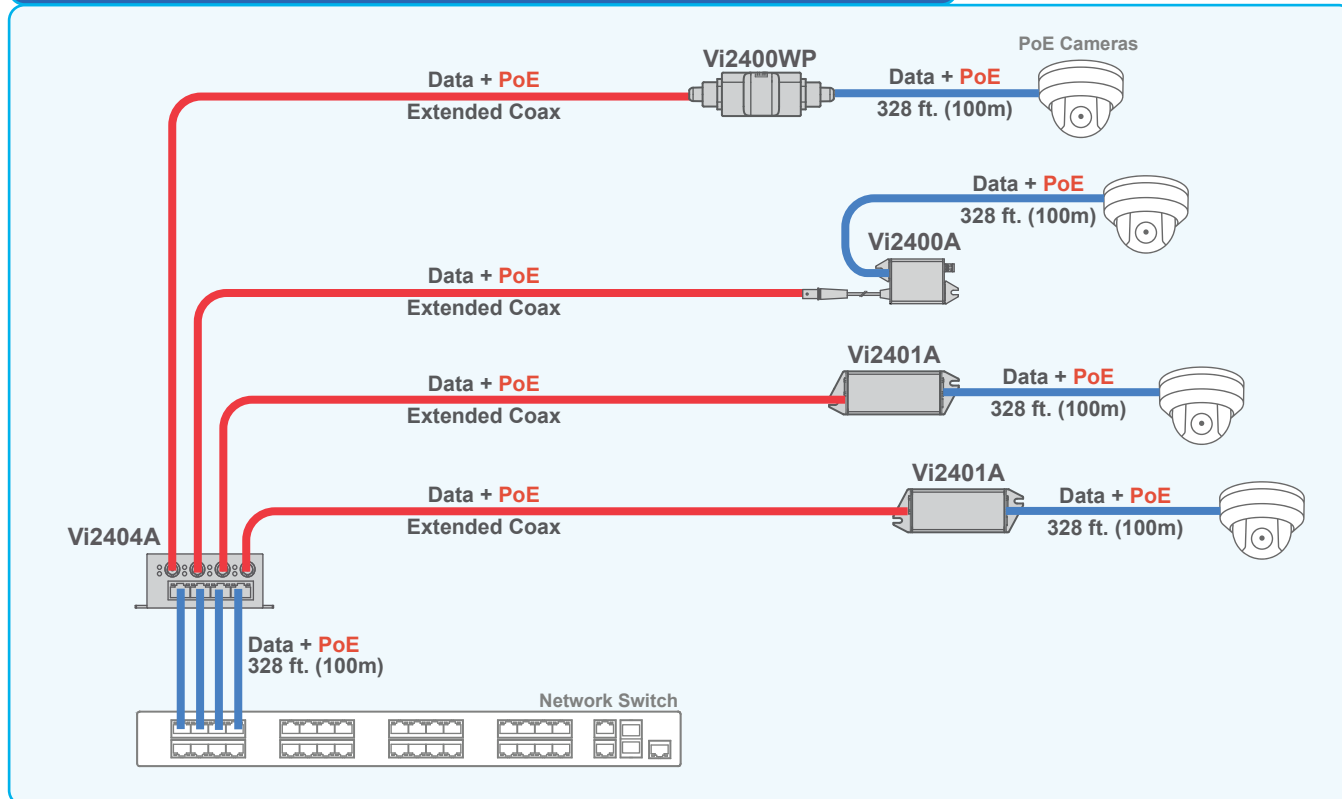 PoE Cameras
Vi2400WP
Data + PoE
Extended Coax
Data + PoE
328 ft. (100m)
Data + PoE
328 ft. (100m)
Vi2400A
Data + PoE
Extended Coax
Vi2401A
Data + PoE
Extended Coax
Data + PoE
328 ft. (100m)
Vi2401A
Data + PoE
Extended Coax
Data + PoE
328 ft. (100m)
Vi2404A
Data + PoE
328 ft. (100m)
Network Switch